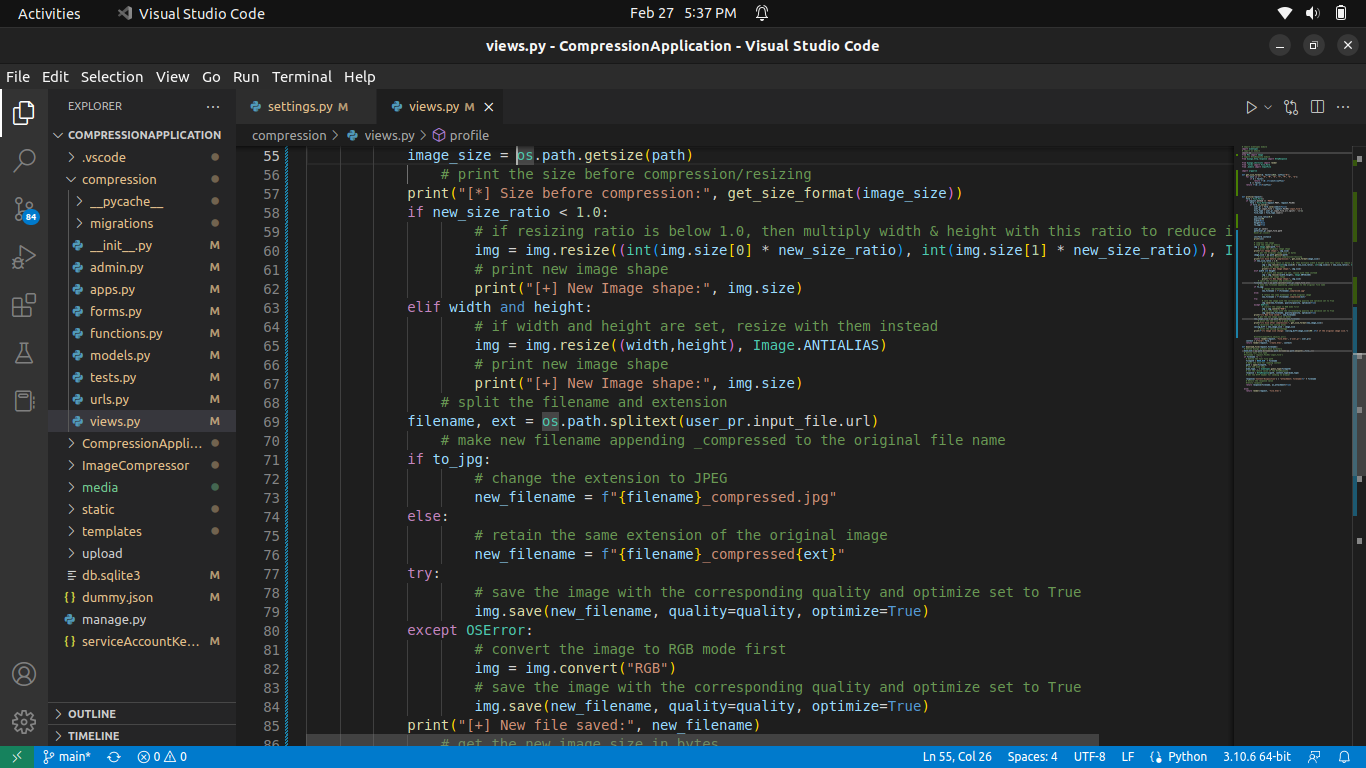 Activities Visual Studio Code Feb 27 5:37 PM
views.py - CompressionApplication - Visual Studio Code
File Edit Selection View Go Run Terminal Help
EXPLORER ···
settings.py M views.py M
compression > views.py > profile
COMPRESSIONAPPLICATION
.vscode
compression
__pycache__
migrations
__init__.py M
admin.py M
apps.py M
forms.py M
functions.py M
models.py M
tests.py M
urls.py M
views.py M
CompressionAppli...
ImageCompressor
media
static
templates
upload
db.sqlite3 M
{} dummy.json M
manage.py
{} serviceAccountKe... M
OUTLINE
TIMELINE
84
55 image_size = os.path.getsize(path)
56 # print the size before compression/resizing
57 print("[*] Size before compression:", get_size_format(image_size))
58 if new_size_ratio < 1.0:
59 # if resizing ratio is below 1.0, then multiply width & height with this ratio to reduce i
60 img = img.resize((int(img.size[0] * new_size_ratio), int(img.size[1] * new_size_ratio)), I
61 # print new image shape
62 print("[+] New Image shape:", img.size)
63 elif width and height:
64 # if width and height are set, resize with them instead
65 img = img.resize((width,height), Image.ANTIALIAS)
66 # print new image shape
67 print("[+] New Image shape:", img.size)
68 # split the filename and extension
69 filename, ext = os.path.splitext(user_pr.input_file.url)
70 # make new filename appending _compressed to the original file name
71 if to_jpg:
72 # change the extension to JPEG
73 new_filename = f"{filename}_compressed.jpg"
74 else:
75 # retain the same extension of the original image
76 new_filename = f"{filename}_compressed{ext}"
77 try:
78 # save the image with the corresponding quality and optimize set to True
79 img.save(new_filename, quality=quality, optimize=True)
80 except OSError:
81 # convert the image to RGB mode first
82 img = img.convert("RGB")
83 # save the image with the corresponding quality and optimize set to True
84 img.save(new_filename, quality=quality, optimize=True)
85 print("[+] New file saved:", new_filename)
86 # get the new image size in bytes
main* 0 0 Ln 55, Col 26 Spaces: 4 UTF-8 LF {} Python 3.10.6 64-bit